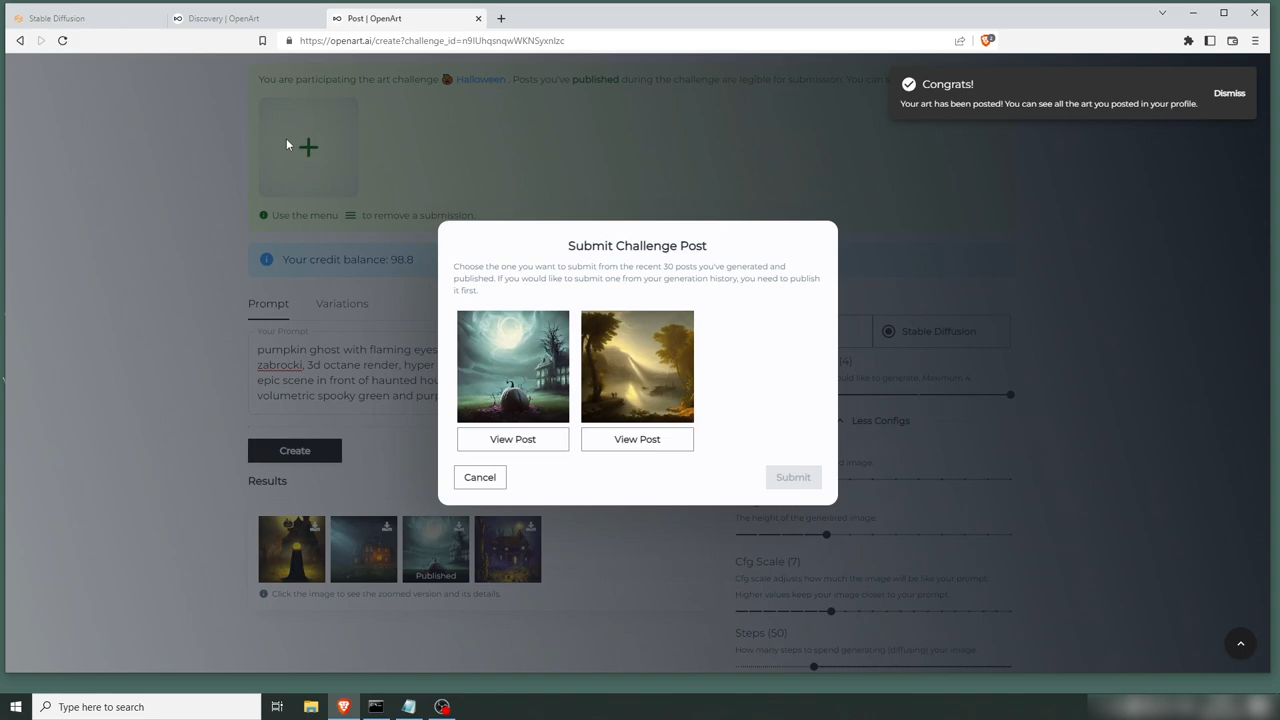 Stable Diffusion
Discovery | OpenArt
Post | OpenArt
https://openart.ai/create?challenge_id=n9IUhqsnqwWKNSyxnlzc
2
You are participating the art challenge Halloween . Posts you've published during the challenge are legible for submission. You can s
Congrats!
Your art has been posted! You can see all the art you posted in your profile.
Dismiss
Use the menu to remove a submission.
Your credit balance: 98.8
Submit Challenge Post
Choose the one you want to submit from the recent 30 posts you've generated and
published. If you would like to submit one from your generation history, you need to publish
it first.
View Post
View Post
Cancel
Submit
Prompt
Variations
Your Prompt
pumpkin ghost with flaming eyes
zabrocki, 3d octane render, hyper
epic scene in front of haunted hou
volumetric spooky green and purp
Create
Results
Published
Click the image to see the zoomed version and its details.
Stable Diffusion
(4)
uld like to generate, Maximum 4.
Less Configs
d image.
The height of the generated image.
Cfg Scale (7)
Cfg scale adjusts how much the image will be like your prompt.
Higher values keep your image closer to your prompt.
Steps (50)
How many steps to spend generating (diffusing) your image.
Type here to search